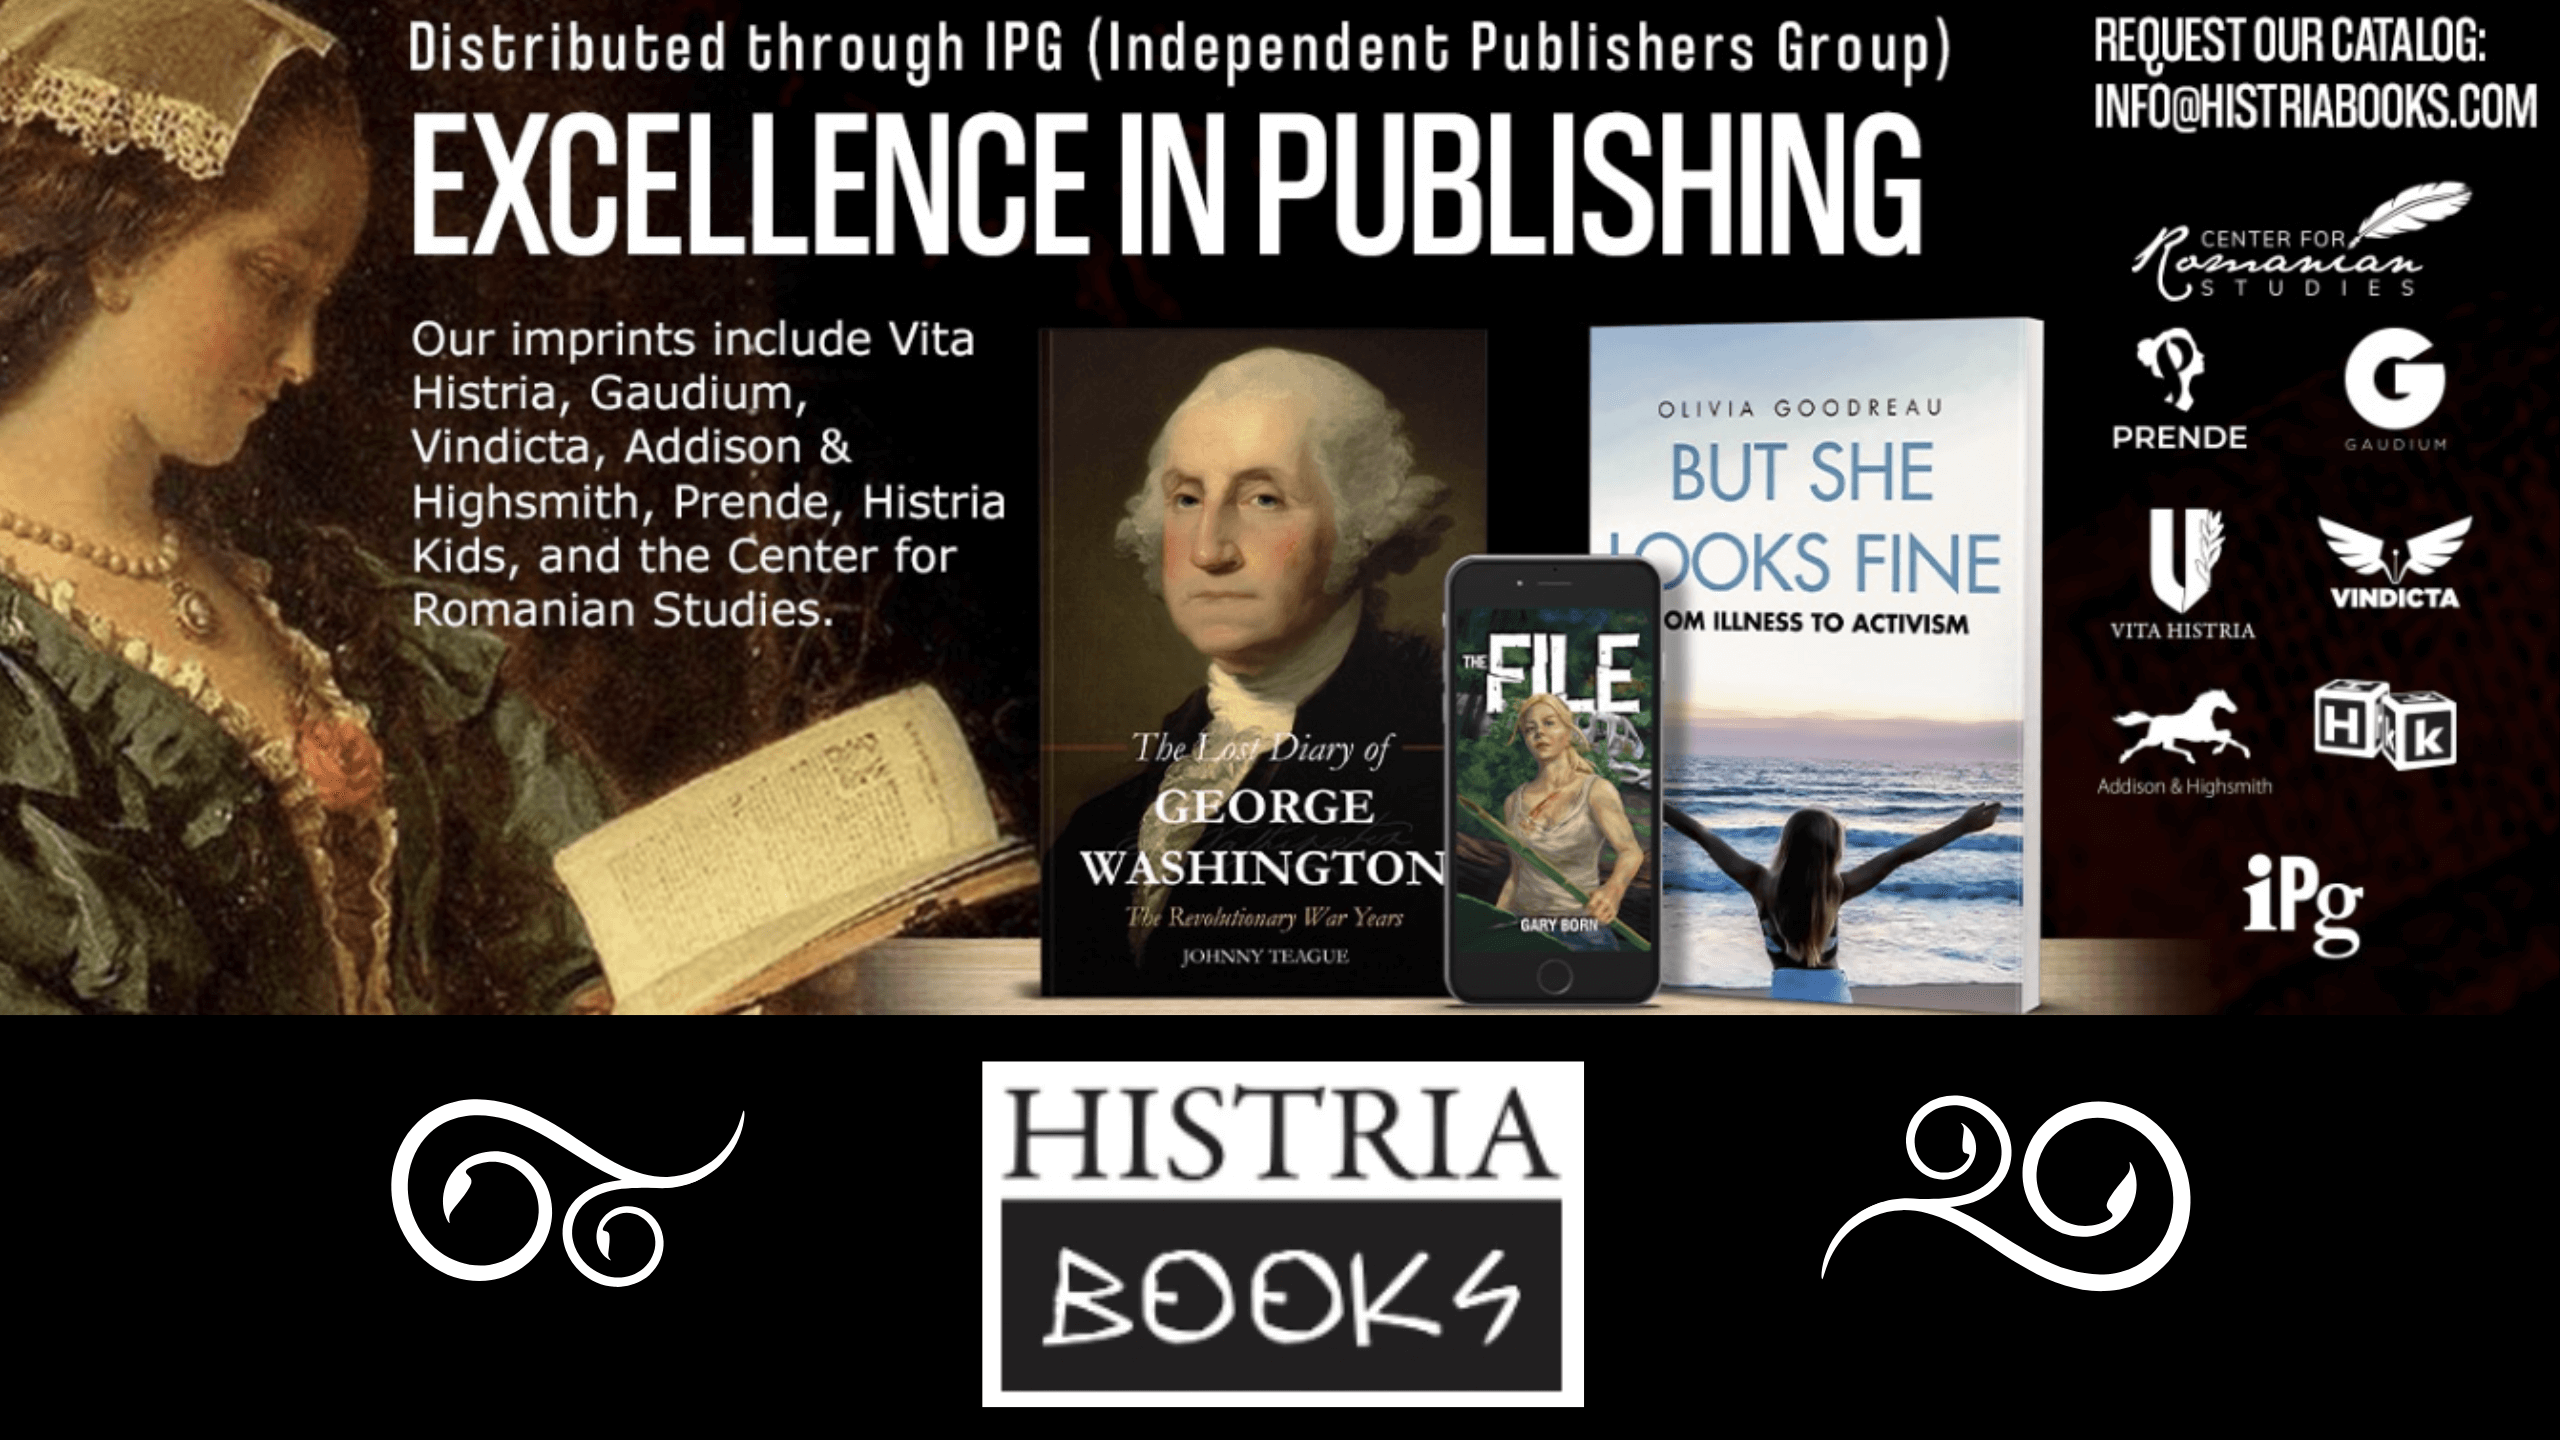 Distributed through IPG (Independent Publishers Group)
EXCELLENCE IN PUBLISHING
Our imprints include Vita
Histria, Gaudium,
Vindicta, Addison &
Highsmith, Prende, Histria
Kids, and the Center for
Romanian Studies.
The Lost Diary of
GEORGE
WASHINGTON
The Revolutionary War Years
JOHNNY TEAGUE
THE FILE
GARY BORN
OLIVIA GOODREAU
BUT SHE
LOOKS FINE
OM ILLNESS TO ACTIVISM
REQUEST OUR CATALOG:
INFO@HISTRIABOOKS.COM
CENTER FOR
Romanian
STUDIES
PRENDE
G
GAUDIUM
VITA HISTRIA
VINDICTA
Addison & Highsmith
H k k
iPg
HISTRIA
BOOKS